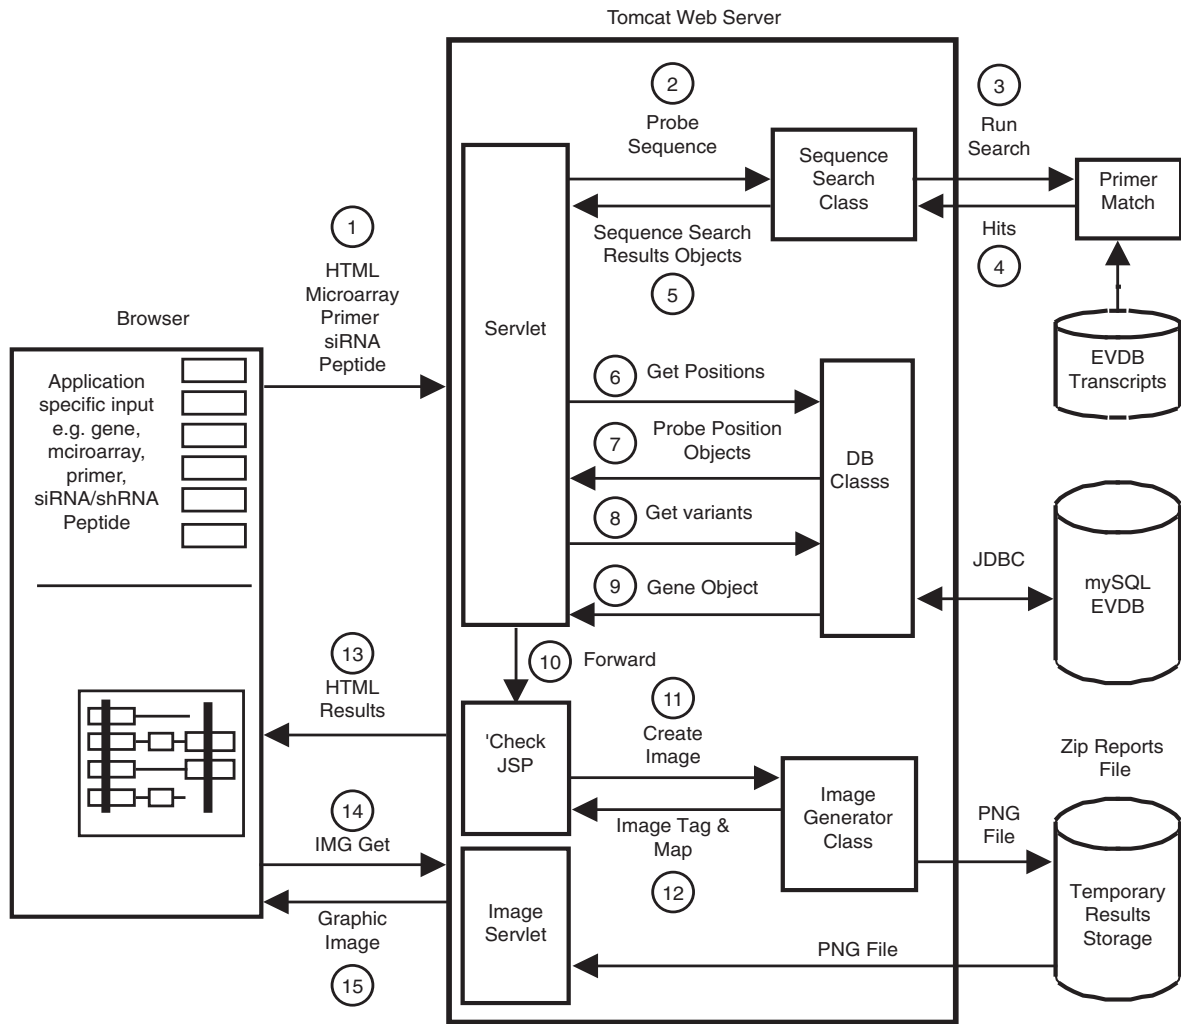 Tomcat Web Server
2
Probe
Sequence
3
Run
Search
Sequence
Search
Class
Primer
Match
1
HTML
Microarray
Primer
siRNA
Peptide
Sequence Search
Results Objects
5
Hits
4
Servlet
Browser
Application
specific input
e.g. gene,
mciroarray,
primer,
siRNA/shRNA
Peptide
EVDB
Transcripts
6
Get Positions
7
Probe Position
Objects
8
Get variants
9
Gene Object
DB
Classs
JDBC
mySQL
EVDB
10
Forward
13
HTML
Results
11
Create
Image
'Check
JSP
Image
Generator
Class
Zip Reports
File
PNG
File
14
IMG Get
Image Tag &
Map
12
Temporary
Results
Storage
Graphic
Image
15
Image
Servlet
PNG File